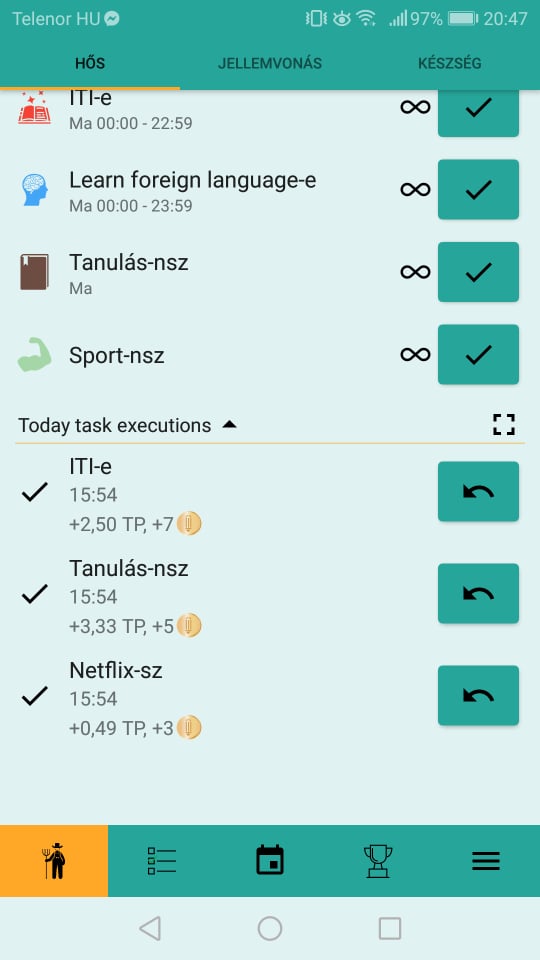 Telenor HU 97% 20:47
HŐS JELLEMVONÁS KÉSZSÉG
ITI-e
Ma 00:00 - 22:59
Learn foreign language-e
Ma 00:00 - 23:59
Tanulás-nsz
Ma
Sport-nsz
Today task executions
ITI-e
15:54
+2,50 TP, +7
Tanulás-nsz
15:54
+3,33 TP, +5
Netflix-sz
15:54
+0,49 TP, +3